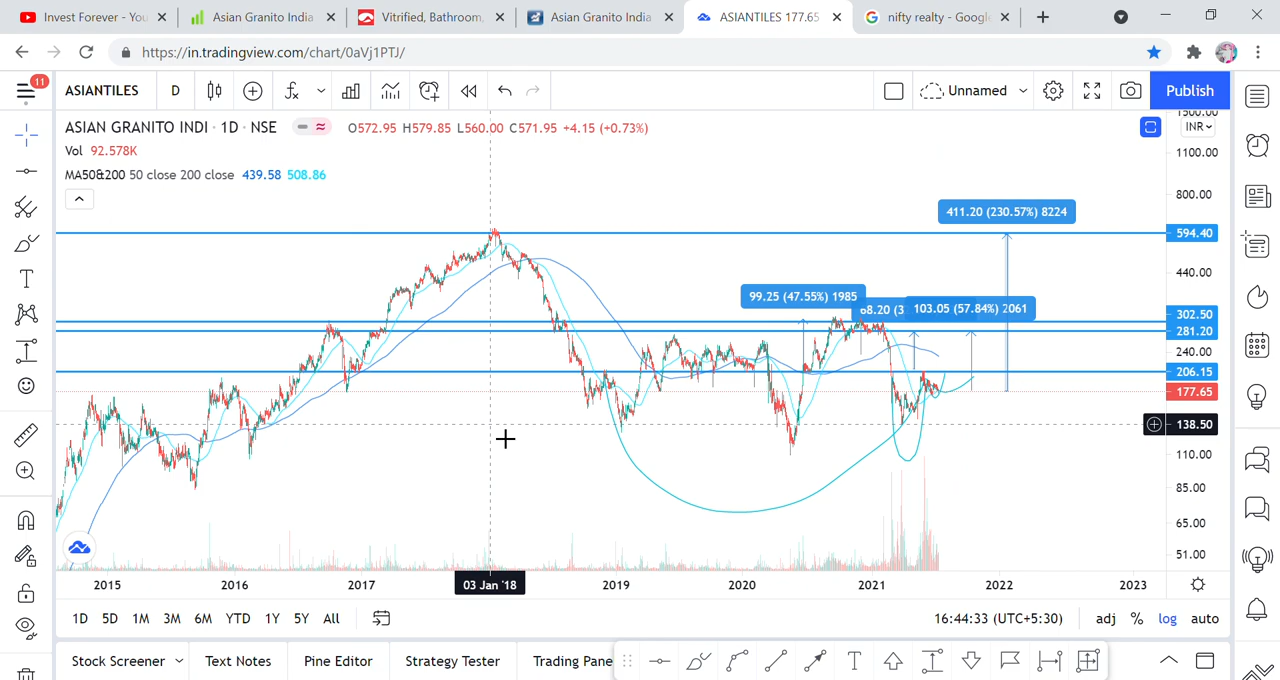 Invest Forever - You
Asian Granito India
Vitrified, Bathroom,
Asian Granito India
ASIANTILES 177.65
nifty realty - Google
https://in.tradingview.com/chart/0aVj1PTJ/
11
ASIANTILES
D
Unnamed
Publish
ASIAN GRANITO INDI · 1D · NSE
O572.95 H579.85 L560.00 C571.95 +4.15 (+0.73%)
Vol 92.578K
MA50&200 50 close 200 close 439.58 508.86
INR
1500.00
1100.00
800.00
594.40
440.00
302.50
281.20
240.00
206.15
177.65
138.50
110.00
85.00
65.00
51.00
411.20 (230.57%) 8224
99.25 (47.55%) 1985
68.20 (3
103.05 (57.84%) 2061
2015
2016
2017
03 Jan '18
2019
2020
2021
2022
2023
1D 5D 1M 3M 6M YTD 1Y 5Y All
16:44:33 (UTC+5:30)
adj % log auto
Stock Screener
Text Notes
Pine Editor
Strategy Tester
Trading Pane